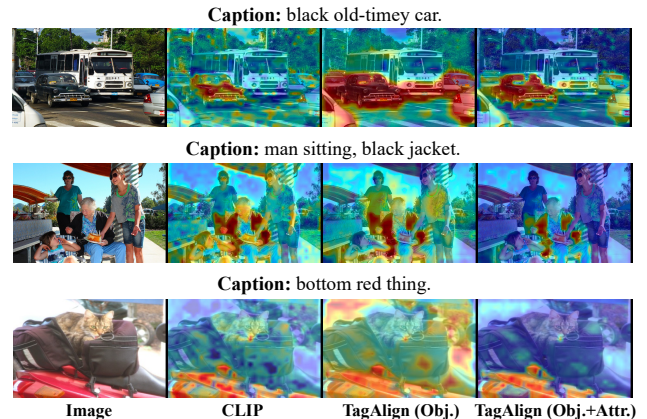 Caption: black old-timey car.
Caption: man sitting, black jacket.
Caption: bottom red thing.
Image CLIP TagAlign (Obj.) TagAlign (Obj.+Attr.)